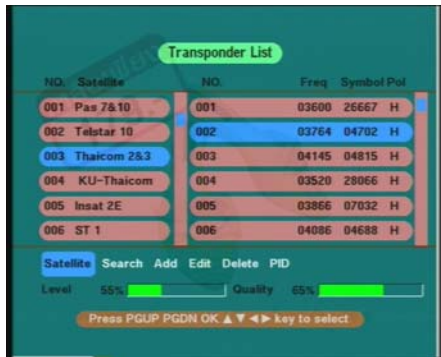 Transponder List
NO. Satellite NO. Freq Symbol Pol
001 Pas 7&10 001 03600 26667 H
002 Telstar 10 002 03764 04702 H
003 Thaicom 2&3 003 04145 04815 H
004 KU-Thaicom 004 03520 28066 H
005 Insat 2E 005 03866 07032 H
006 ST 1 006 04086 04688 H
Satellite Search Add Edit Delete PID
Level 55% Quality 65%
Press PGUP PGDN OK ▲ ▼ ◄ ► key to select